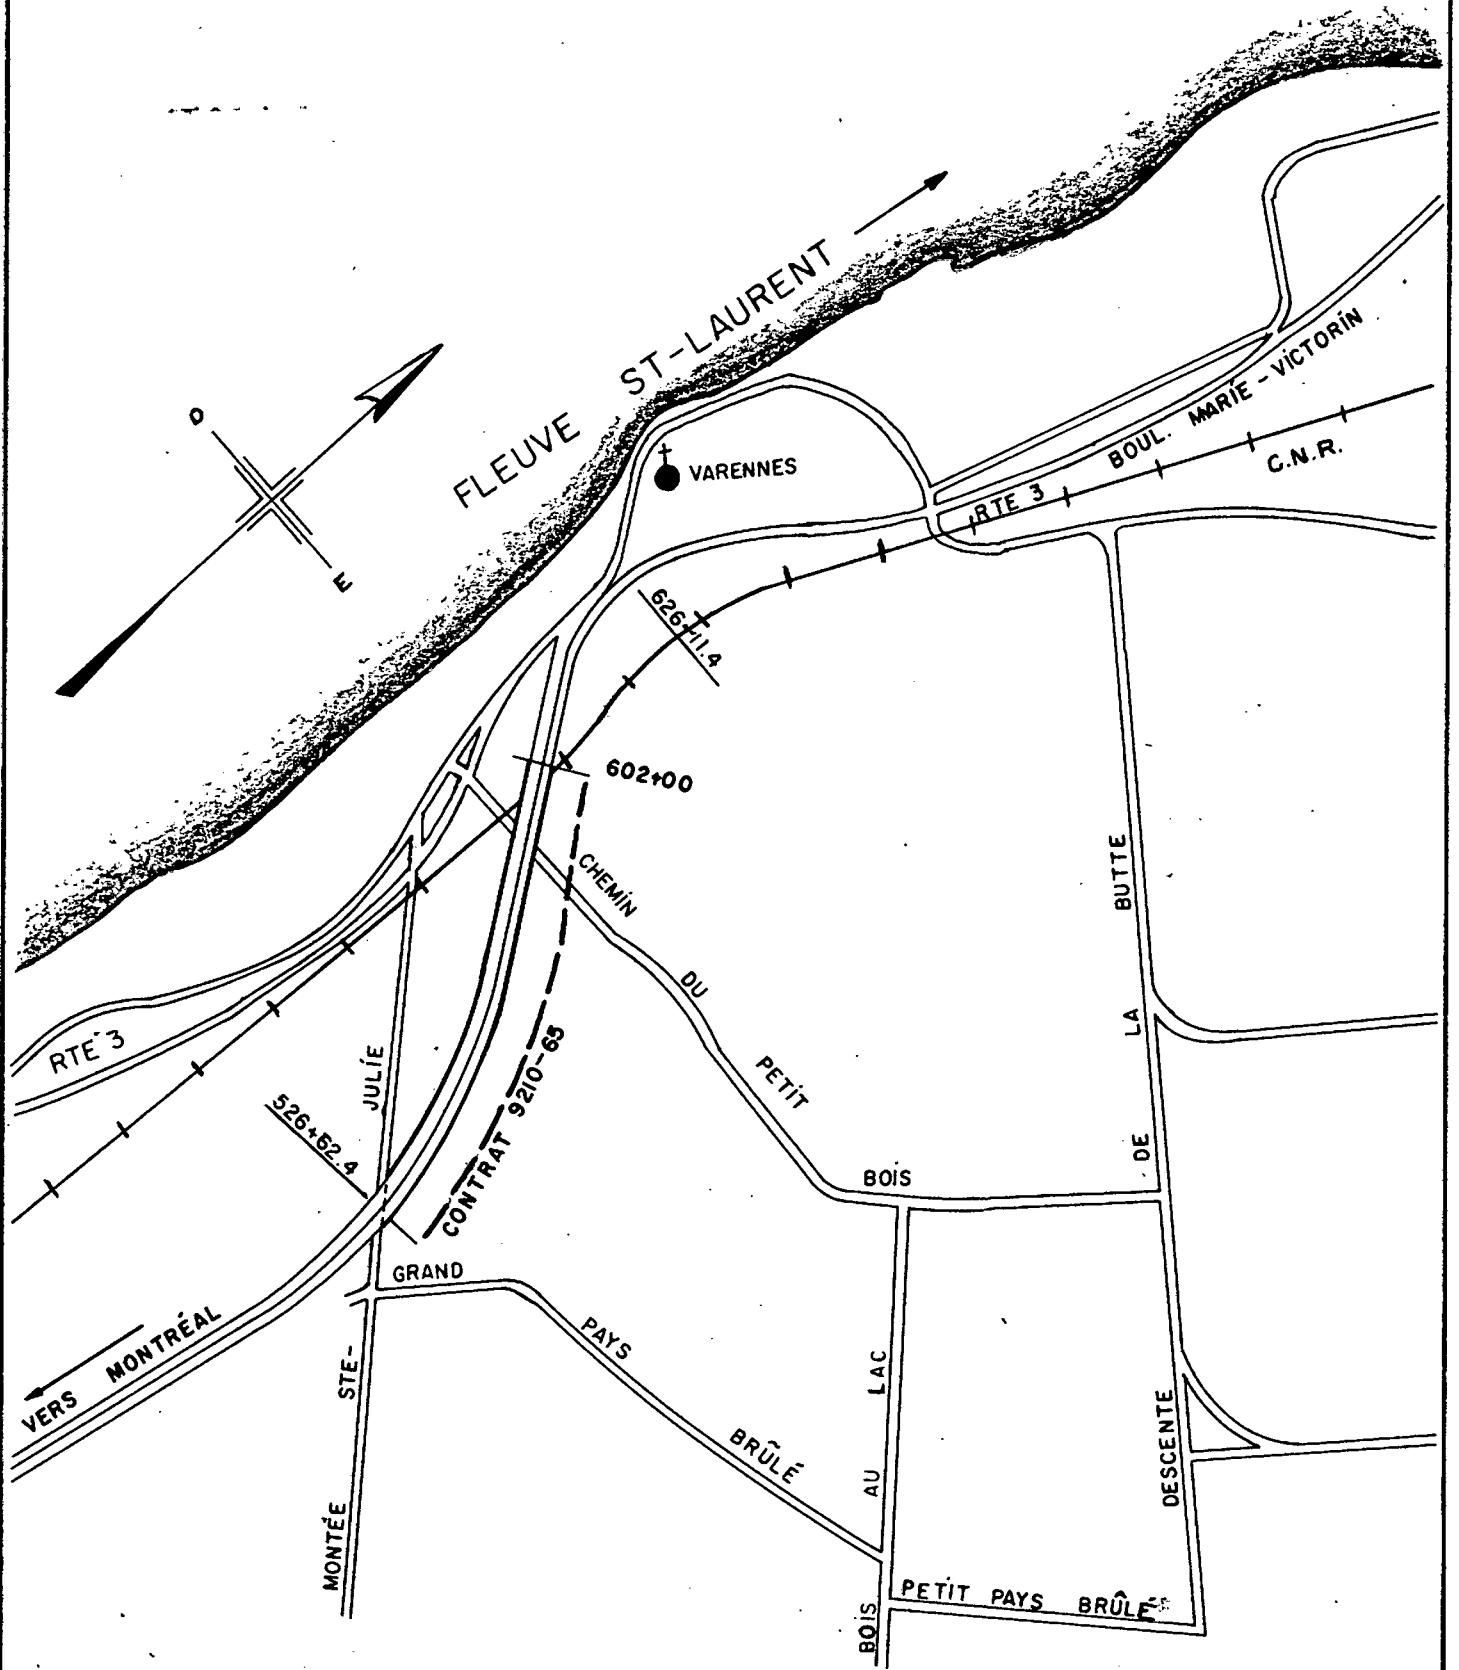 FLEUVE ST-LAURENT
O
E
VARENNES
BOUL. MARIE-VICTORIN
C.N.R.
RTE 3
626+11.4
602+00
CHEMIN DU PETIT BOIS
BUTTE
LA
DE
DESCENTE
RTE 3
JULIE
526+62.4
CONTRAT 9210-65
GRAND PAYS BRÛLÉ
VERS MONTRÉAL
STE-
MONTÉE
LAC
AU
BOIS
PETIT PAYS BRÛLÉ